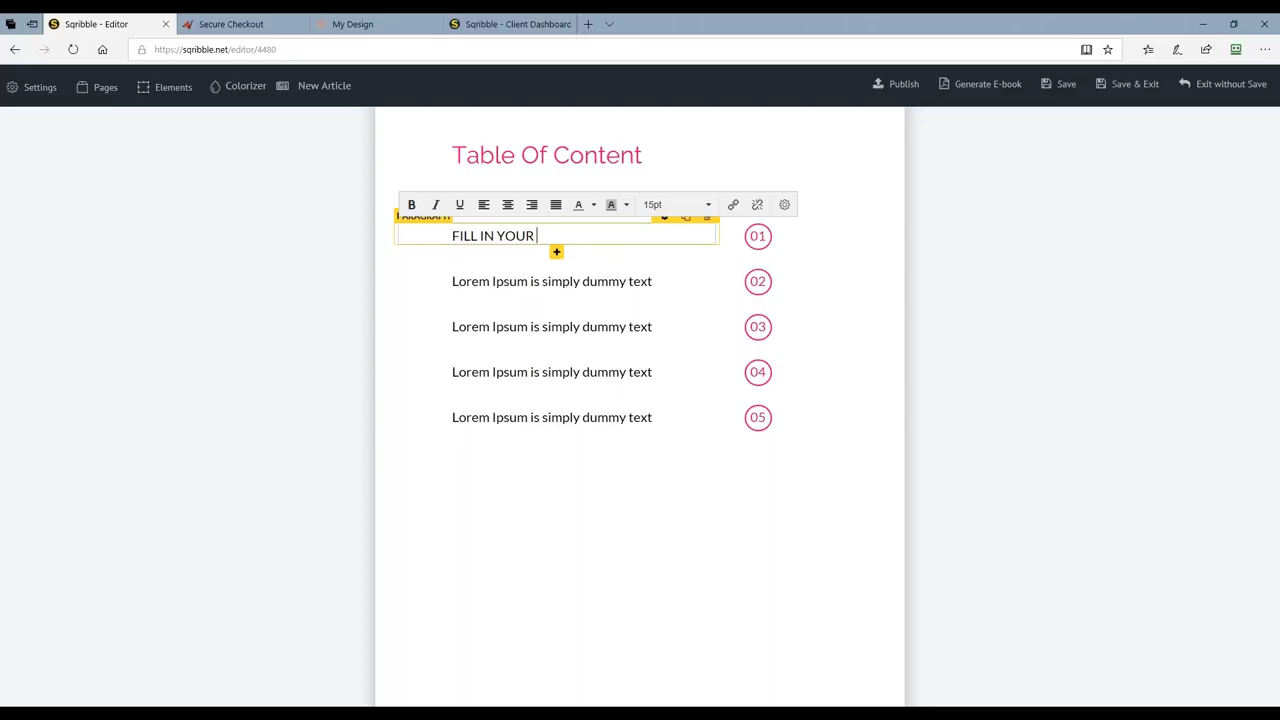 Sqribble - Editor
Secure Checkout
My Design
Sqribble - Client Dashboard
https://sqribble.net/editor/4480
Settings
Pages
Elements
Colorizer
New Article
Publish
Generate E-book
Save
Save & Exit
Exit without Save
Table Of Content
B I U A A 15pt
PARAGRAPH
FILL IN YOUR
01
Lorem Ipsum is simply dummy text
02
Lorem Ipsum is simply dummy text
03
Lorem Ipsum is simply dummy text
04
Lorem Ipsum is simply dummy text
05